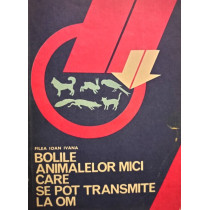 FILEA IOAN IVANA
BOLILE
ANIMALELOR MICI
CARE
SE POT TRANSMITE
LA OM